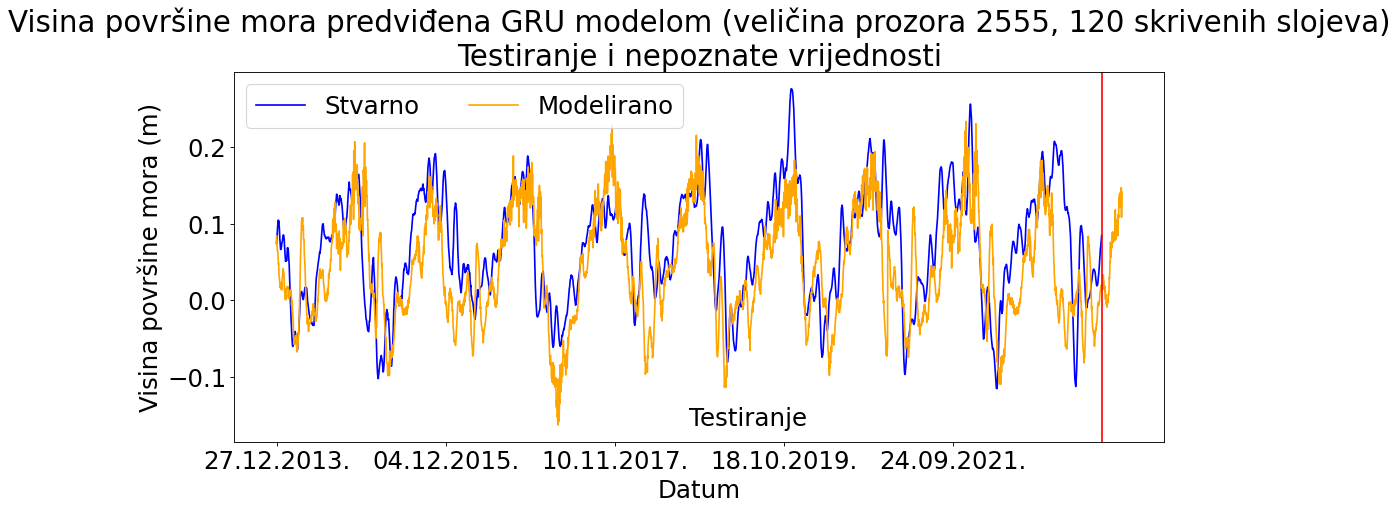 Visina površine mora predviđena GRU modelom (veličina prozora 2555, 120 skrivenih slojeva)
Testiranje i nepoznate vrijednosti
Stvarno
Modelirano
Visina površine mora (m)
0.2
0.1
0.0
−0.1
Testiranje
27.12.2013.
04.12.2015.
10.11.2017.
18.10.2019.
24.09.2021.
Datum